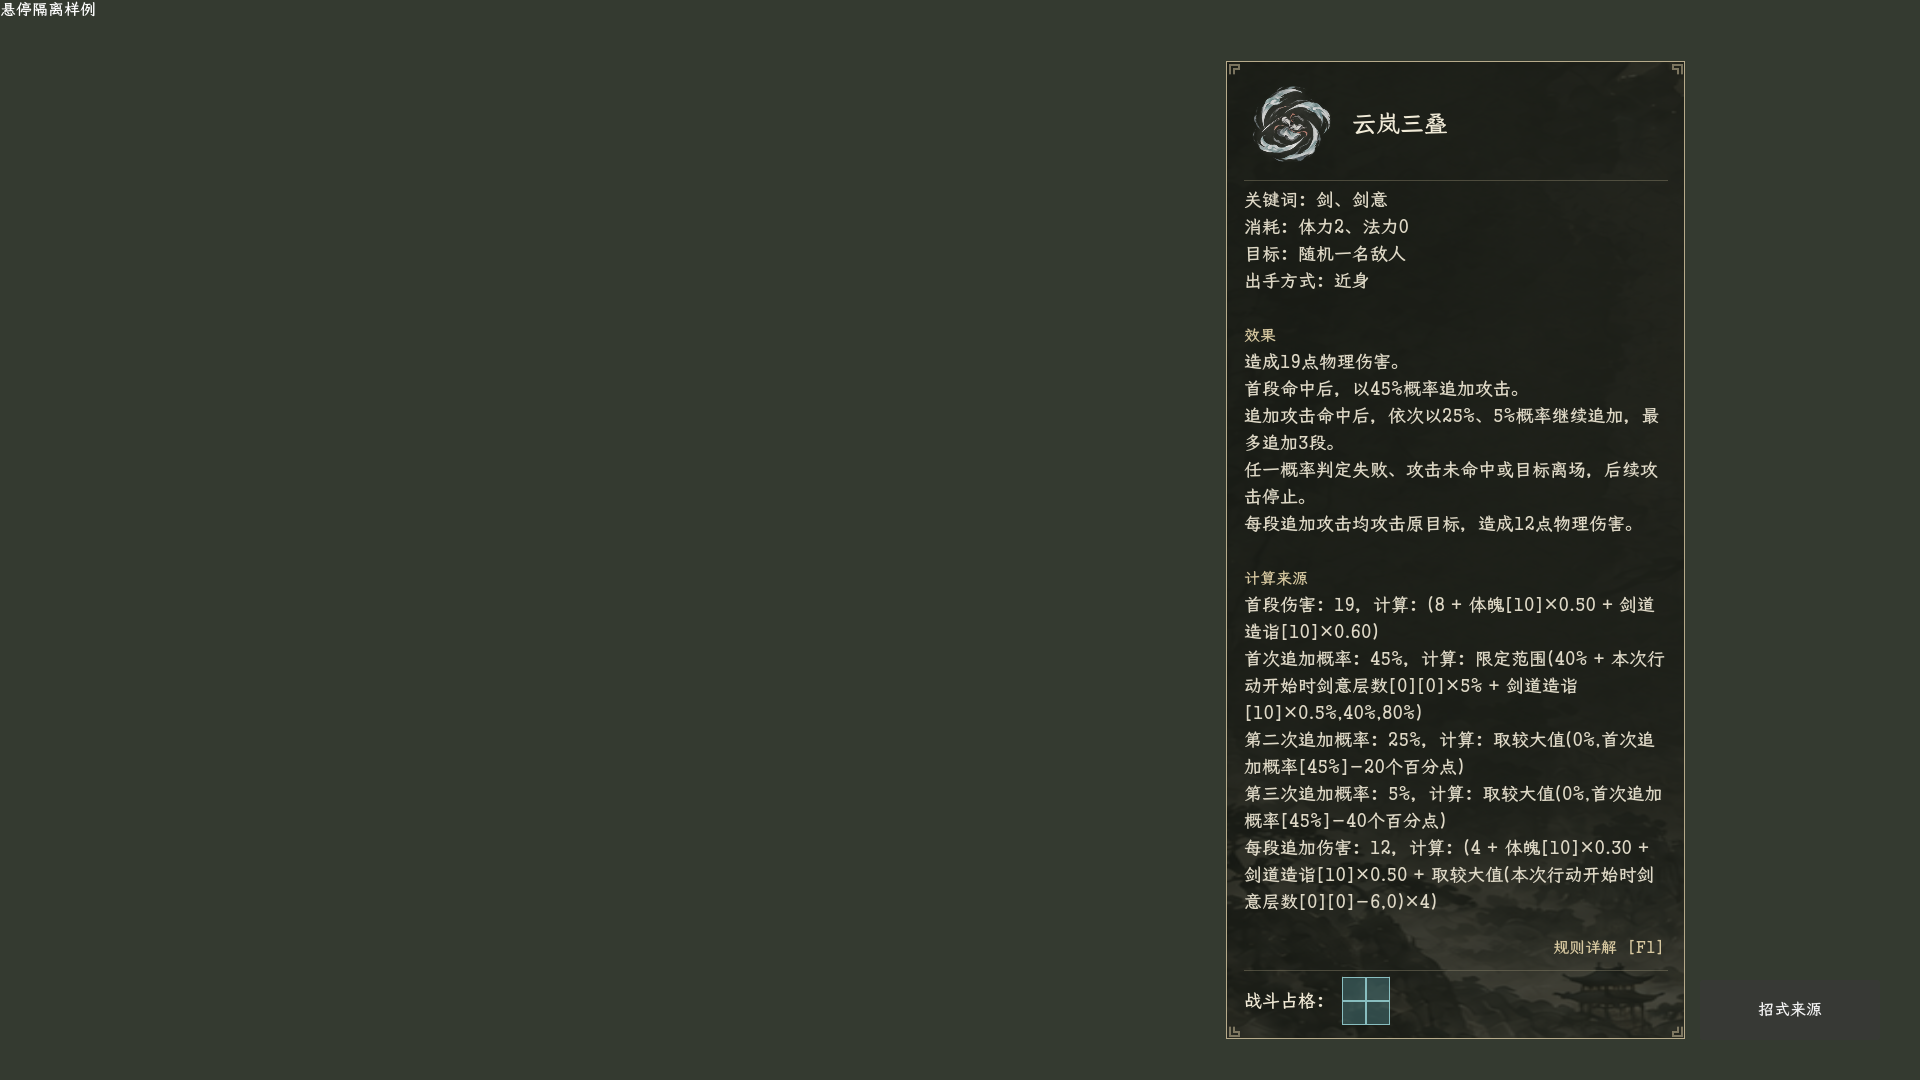 悬停隔离样例
云岚三叠
关键词: 剑、剑意
消耗: 体力2、法力0
目标: 随机一名敌人
出手方式: 近身
效果
造成19点物理伤害。
首段命中后, 以45%概率追加攻击。
追加攻击命中后, 依次以25%、5%概率继续追加, 最
多追加3段。
任一概率判定失败、攻击未命中或目标离场, 后续攻
击停止。
每段追加攻击均攻击原目标, 造成12点物理伤害。
计算来源
首段伤害: 19, 计算: (8 + 体魄[10]×0.50 + 剑道
造诣[10]×0.60)
首次追加概率: 45%, 计算: 限定范围(40% + 本次行
动开始时剑意层数[0][0]×5% + 剑道造诣
[10]×0.5%,40%,80%)
第二次追加概率: 25%, 计算: 取较大值(0%,首次追
加概率[45%]−20个百分点)
第三次追加概率: 5%, 计算: 取较大值(0%,首次追加
概率[45%]−40个百分点)
每段追加伤害: 12, 计算: (4 + 体魄[10]×0.30 +
剑道造诣[10]×0.50 + 取较大值(本次行动开始时剑
意层数[0][0]−6,0)×4)
规则详解 [F1]
战斗占格:
招式来源